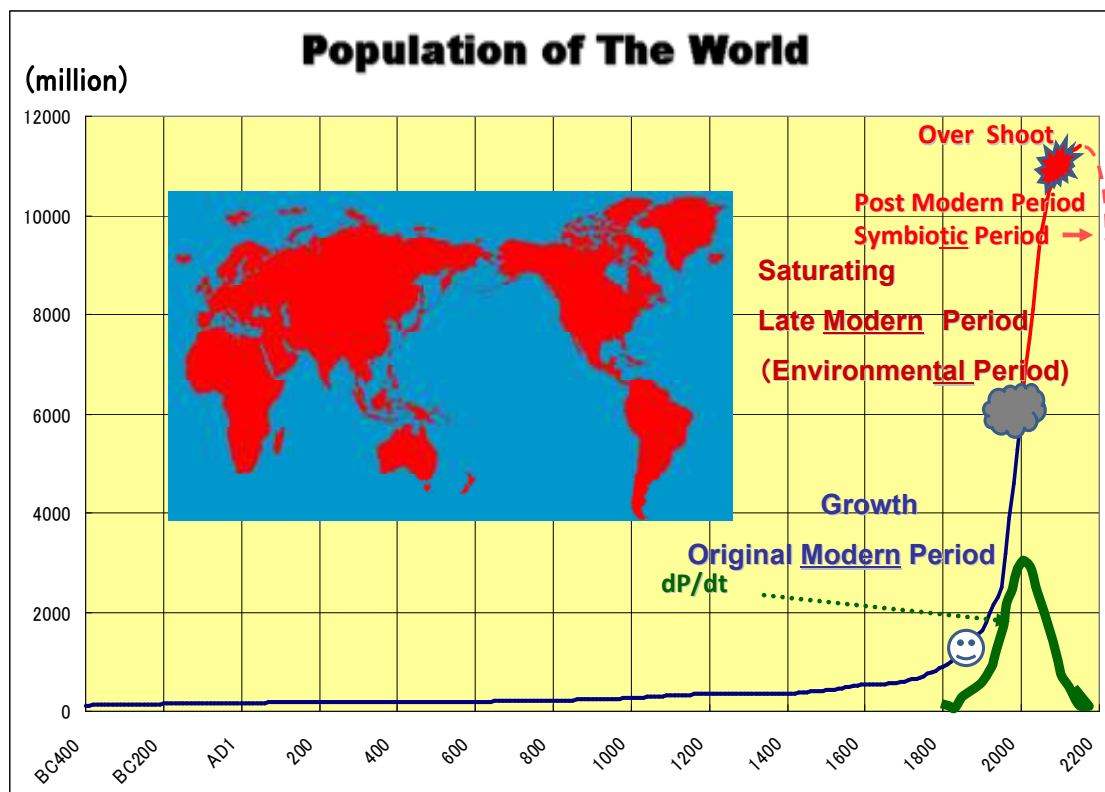 Population of The World
(million)
12000
10000
8000
6000
4000
2000
0
Over Shoot
Post Modern Period
Symbiotic Period
Saturating
Late Modern Period
(Environmental Period)
Growth
Original Modern Period
dP/dt
BC400
BC200
AD1
200
400
600
800
1000
1200
1400
1600
1800
2000
2200